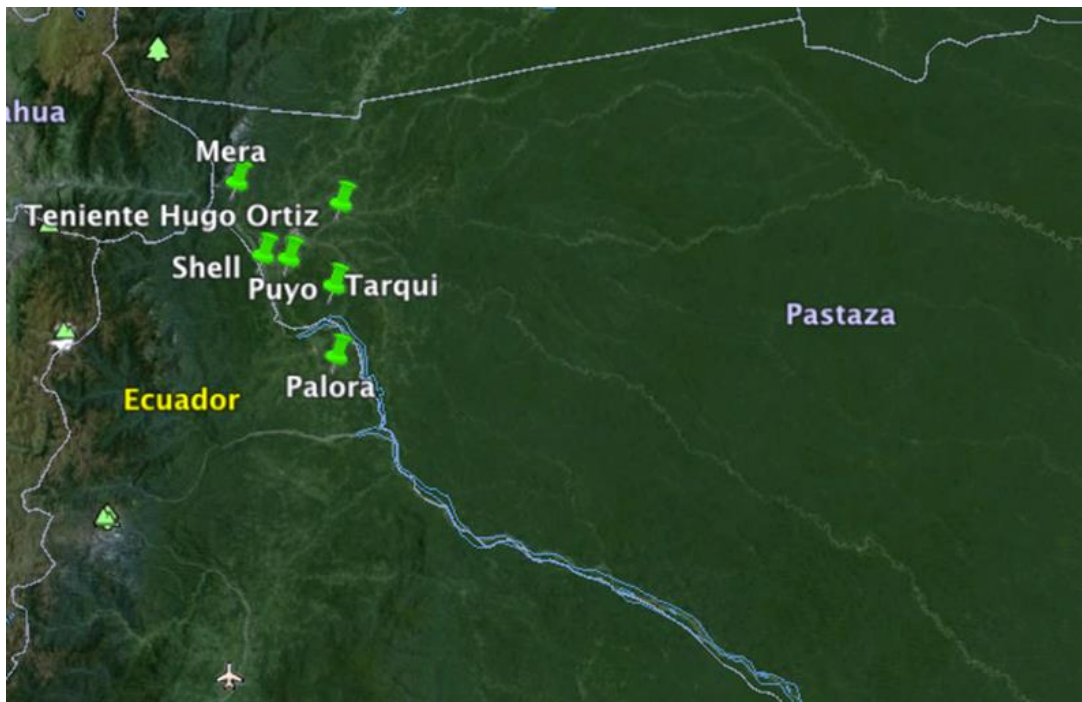 ahua
Mera
Teniente Hugo Ortiz
Shell
Puyo
Tarqui
Pastaza
Palora
Ecuador